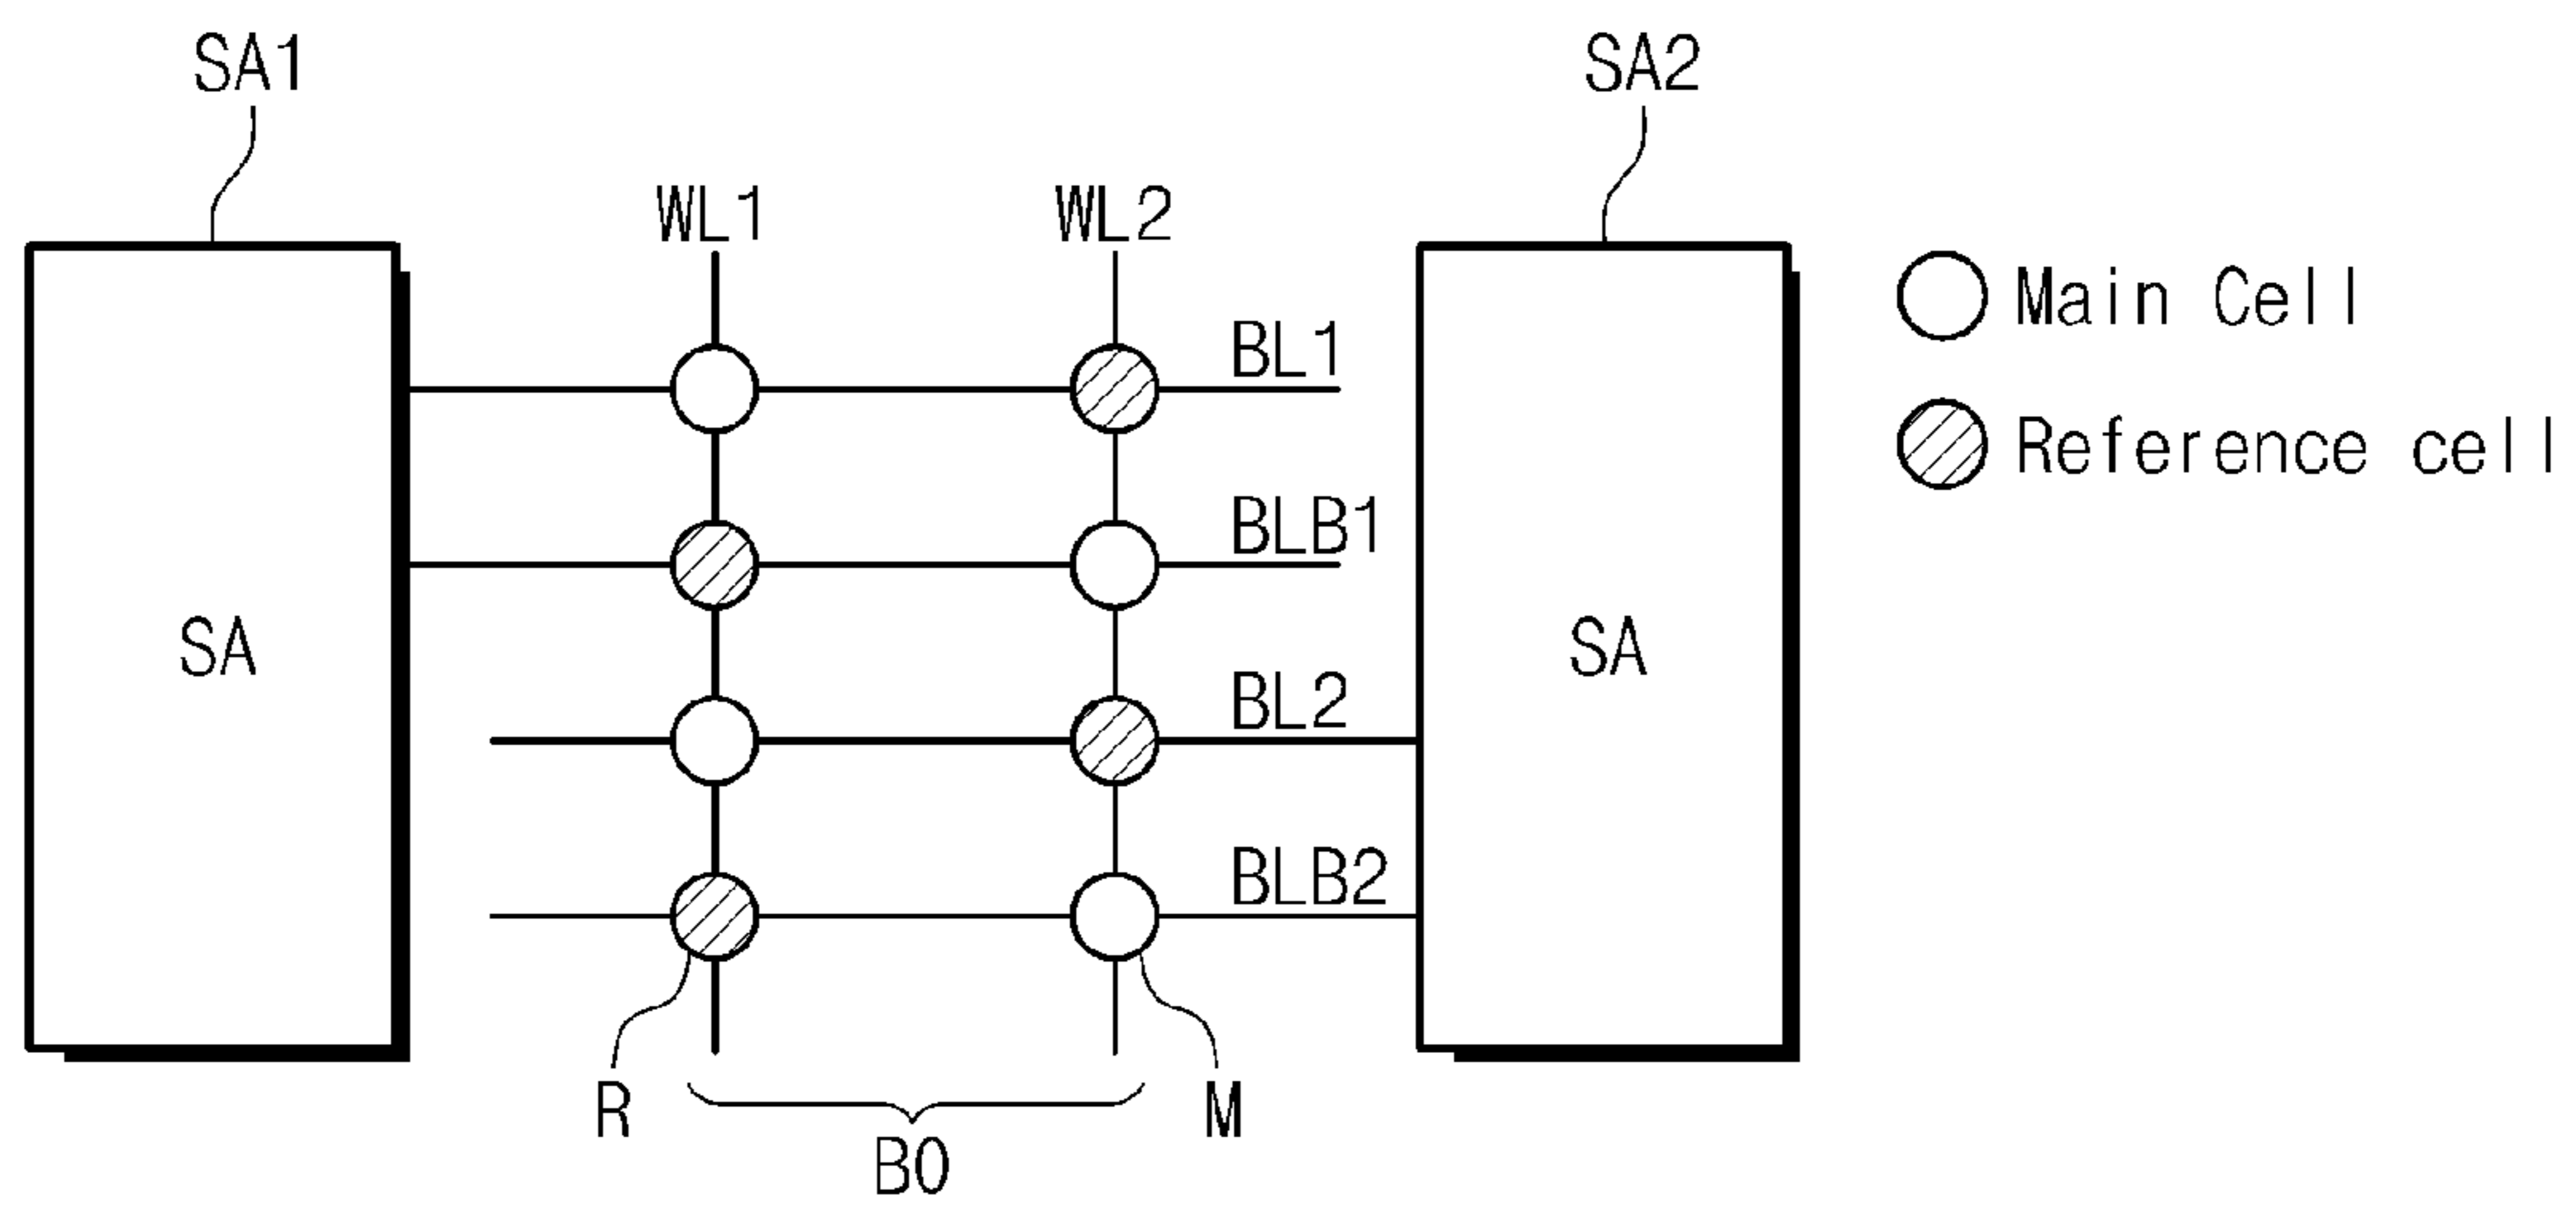 SA1
SA2
WL1
WL2
Main Cell
BL1
Reference cell
BLB1
SA
SA
BL2
BLB2
R
M
B0